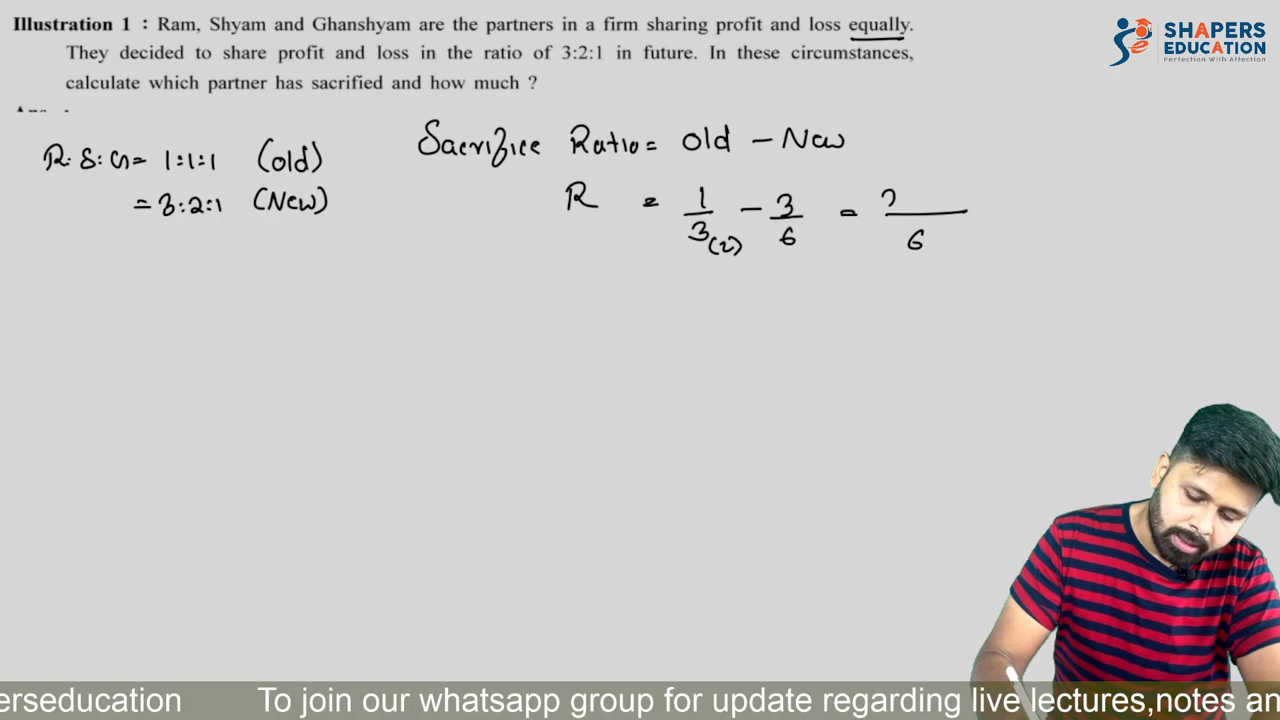 Illustration 1 : Ram, Shyam and Ghanshyam are the partners in a firm sharing profit and loss equally.
They decided to share profit and loss in the ratio of 3:2:1 in future. In these circumstances,
calculate which partner has sacrified and how much ?
SHAPERS
EDUCATION
Perfection With Affection
R: S: G = 1:1:1 (old)
= 3:2:1 (New)
Sacrifice Ratio = old - New
R = 1/3(2) - 3/6 = 2/6
erseducation To join our whatsapp group for update regarding live lectures,notes an